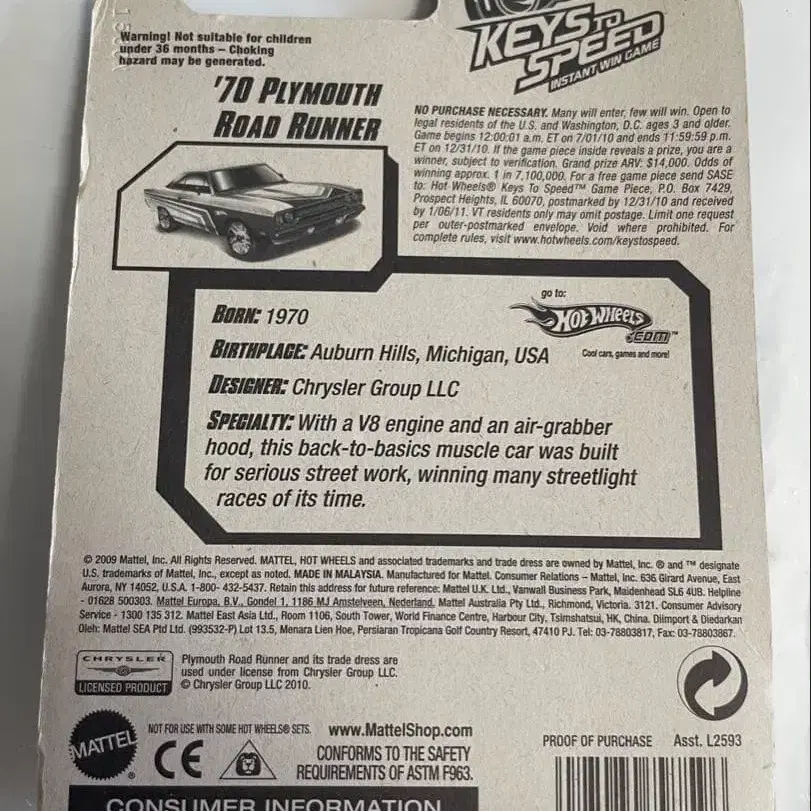 Warning! Not suitable for children
under 36 months – Choking
hazard may be generated.
KEYS TO
SPEED
INSTANT WIN GAME
'70 PLYMOUTH
ROAD RUNNER
NO PURCHASE NECESSARY. Many will enter, few will win. Open to
legal residents of the U.S. and Washington, D.C. ages 3 and older.
Game begins 12:00:01 a.m. ET on 7/01/10 and ends 11:59:59 p.m.
ET on 12/31/10. If the game piece inside reveals a prize, you are a
winner, subject to verification. Grand prize ARV: $14,000. Odds of
winning approx. 1 in 7,100,000. For a free game piece send SASE
to: Hot Wheels® Keys To Speed™ Game Piece, P.O. Box 7429,
Prospect Heights, IL 60070, postmarked by 12/31/10 and received
by 1/06/11. VT residents only may omit postage. Limit one request
per outer-postmarked envelope. Void where prohibited. For
complete rules, visit www.hotwheels.com/keystospeed.
go to:
HOT WHEELS
.COM™
Cool cars, games and more!
BORN: 1970
BIRTHPLACE: Auburn Hills, Michigan, USA
DESIGNER: Chrysler Group LLC
SPECIALTY: With a V8 engine and an air-grabber
hood, this back-to-basics muscle car was built
for serious street work, winning many streetlight
races of its time.
© 2009 Mattel, Inc. All Rights Reserved. MATTEL, HOT WHEELS and associated trademarks and trade dress are owned by Mattel, Inc. ® and ™ designate
U.S. trademarks of Mattel, Inc., except as noted. MADE IN MALAYSIA. Manufactured for Mattel. Consumer Relations – Mattel, Inc. 636 Girard Avenue, East
Aurora, NY 14052, U.S.A. 1-800- 432-5437. Retain this address for future reference: Mattel U.K. Ltd., Vanwall Business Park, Maidenhead SL6 4UB. Helpline
- 01628 500303. Mattel Europa, B.V., Gondel 1, 1186 MJ Amstelveen, Nederland. Mattel Australia Pty Ltd., Richmond, Victoria. 3121. Consumer Advisory
Service - 1300 135 312. Mattel East Asia Ltd., Room 1106, South Tower, World Finance Centre, Harbour City, Tsimshatsui, HK, China. Diimport & Diedarkan
Oleh: Mattel SEA Ptd Ltd. (993532-P) Lot 13.5, Menara Lien Hoe, Persiaran Tropicana Golf Country Resort, 47410 PJ. Tel: 03-78803817, Fax: 03-78803867.
CHRYSLER
LICENSED PRODUCT
Plymouth Road Runner and its trade dress are
used under license from Chrysler Group LLC.
© Chrysler Group LLC 2010.
MATTEL
®
NOT FOR USE WITH SOME HOT WHEELS® SETS.
www.MattelShop.com
CE
CONFORMS TO THE SAFETY
REQUIREMENTS OF ASTM F963.
PROOF OF PURCHASE Asst. L2593
CONSUMER INFORMATION